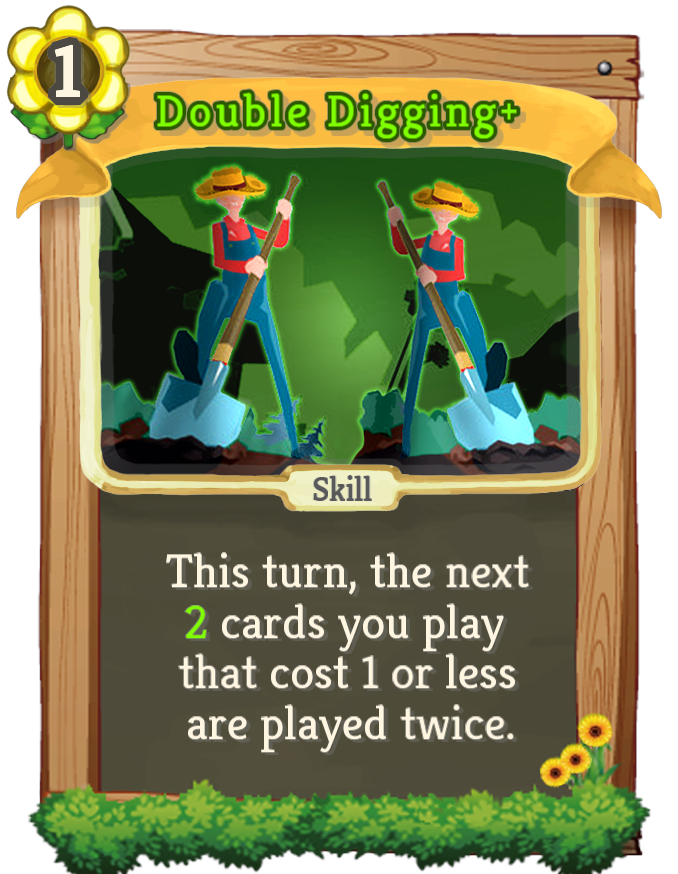 1
Double Digging+
Skill
This turn, the next
2 cards you play
that cost 1 or less
are played twice.